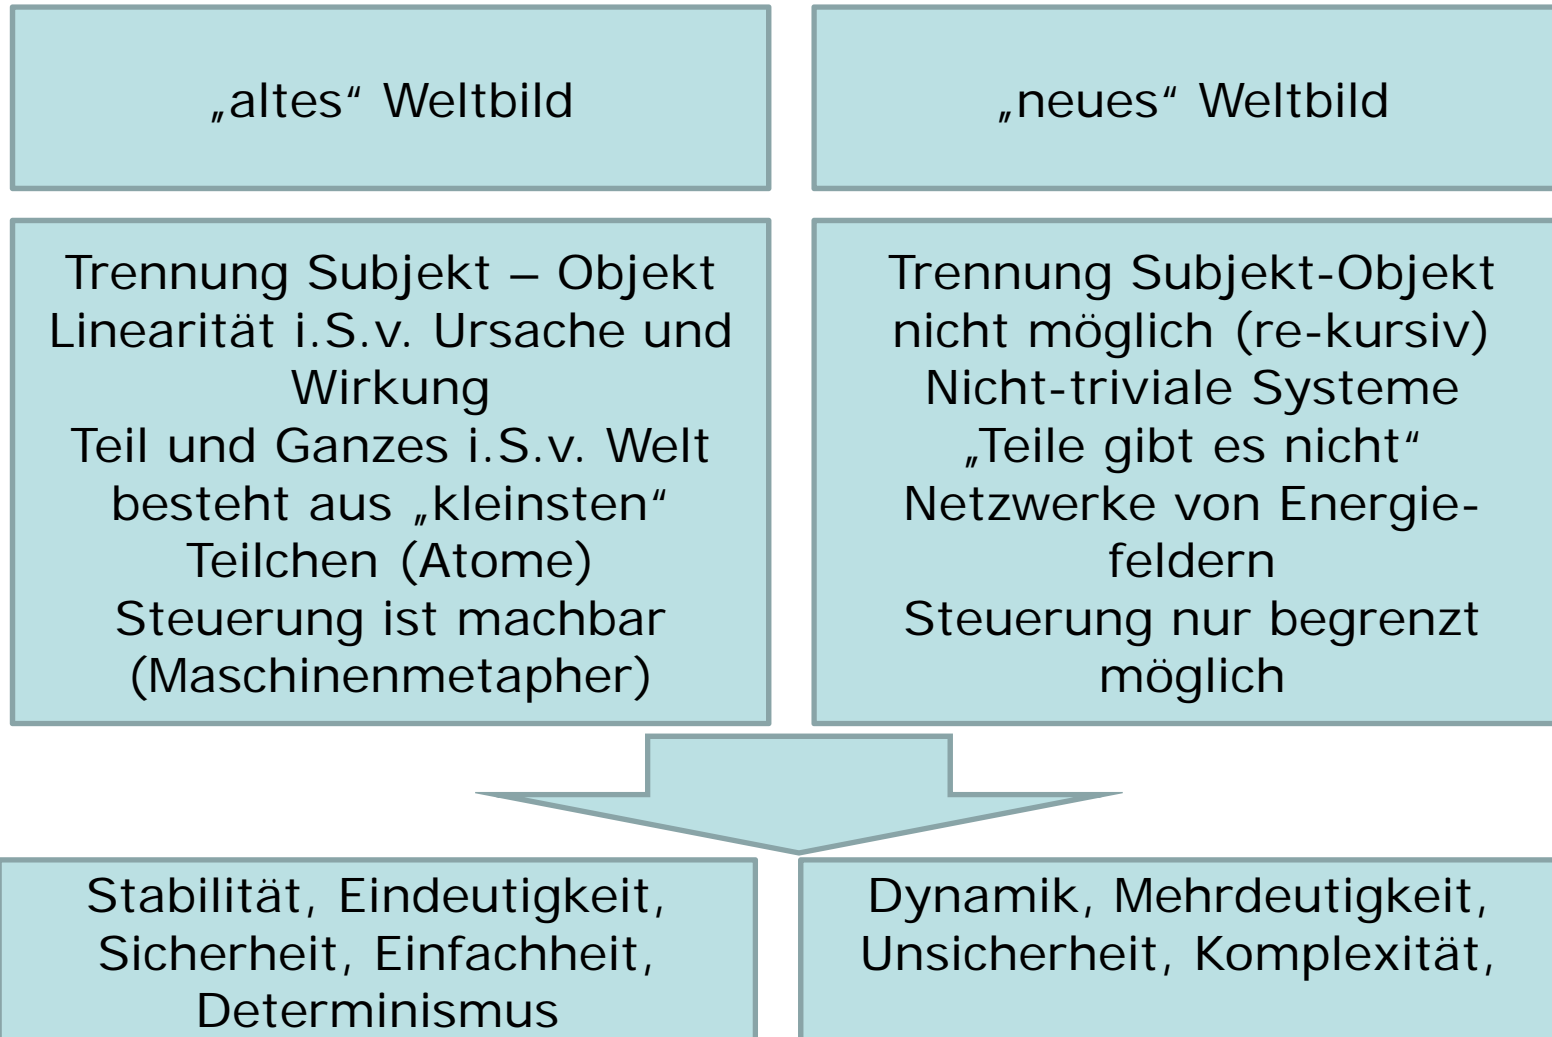 „altes“ Weltbild
„neues“ Weltbild
Trennung Subjekt – Objekt
Linearität i.S.v. Ursache und
Wirkung
Teil und Ganzes i.S.v. Welt
besteht aus „kleinsten“
Teilchen (Atome)
Steuerung ist machbar
(Maschinenmetapher)
Trennung Subjekt-Objekt
nicht möglich (re-kursiv)
Nicht-triviale Systeme
„Teile gibt es nicht“
Netzwerke von Energie-
feldern
Steuerung nur begrenzt
möglich
Stabilität, Eindeutigkeit,
Sicherheit, Einfachheit,
Determinismus
Dynamik, Mehrdeutigkeit,
Unsicherheit, Komplexität,